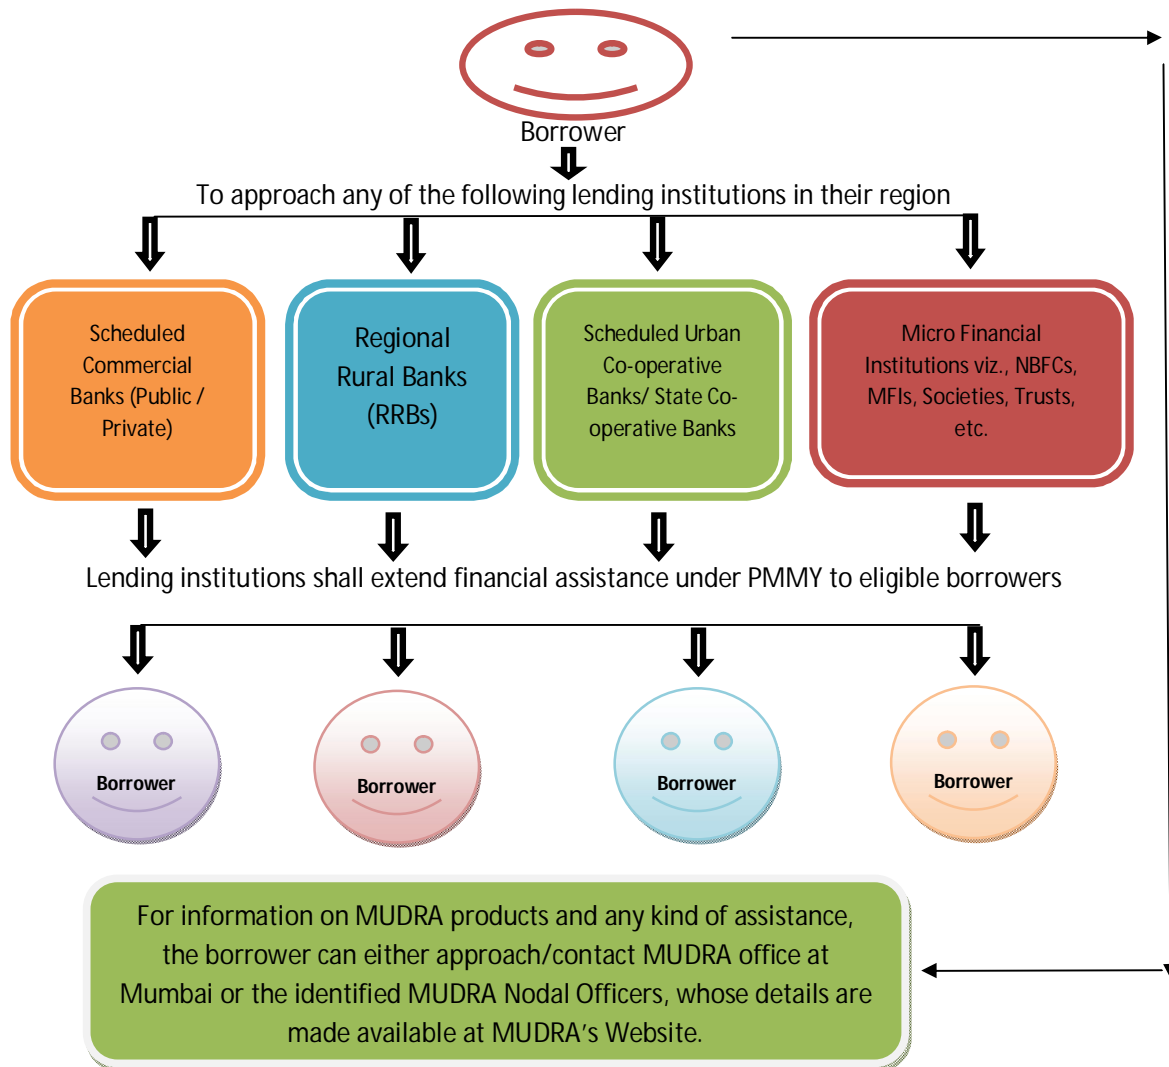 Borrower
To approach any of the following lending institutions in their region
Scheduled
Commercial
Banks (Public /
Private)
Regional
Rural Banks
(RRBs)
Scheduled Urban
Co-operative
Banks/ State Co-
operative Banks
Micro Financial
Institutions viz., NBFCs,
MFIs, Societies, Trusts,
etc.
Lending institutions shall extend financial assistance under PMMY to eligible borrowers
Borrower
Borrower
Borrower
Borrower
For information on MUDRA products and any kind of assistance,
the borrower can either approach/contact MUDRA office at
Mumbai or the identified MUDRA Nodal Officers, whose details are
made available at MUDRA’s Website.